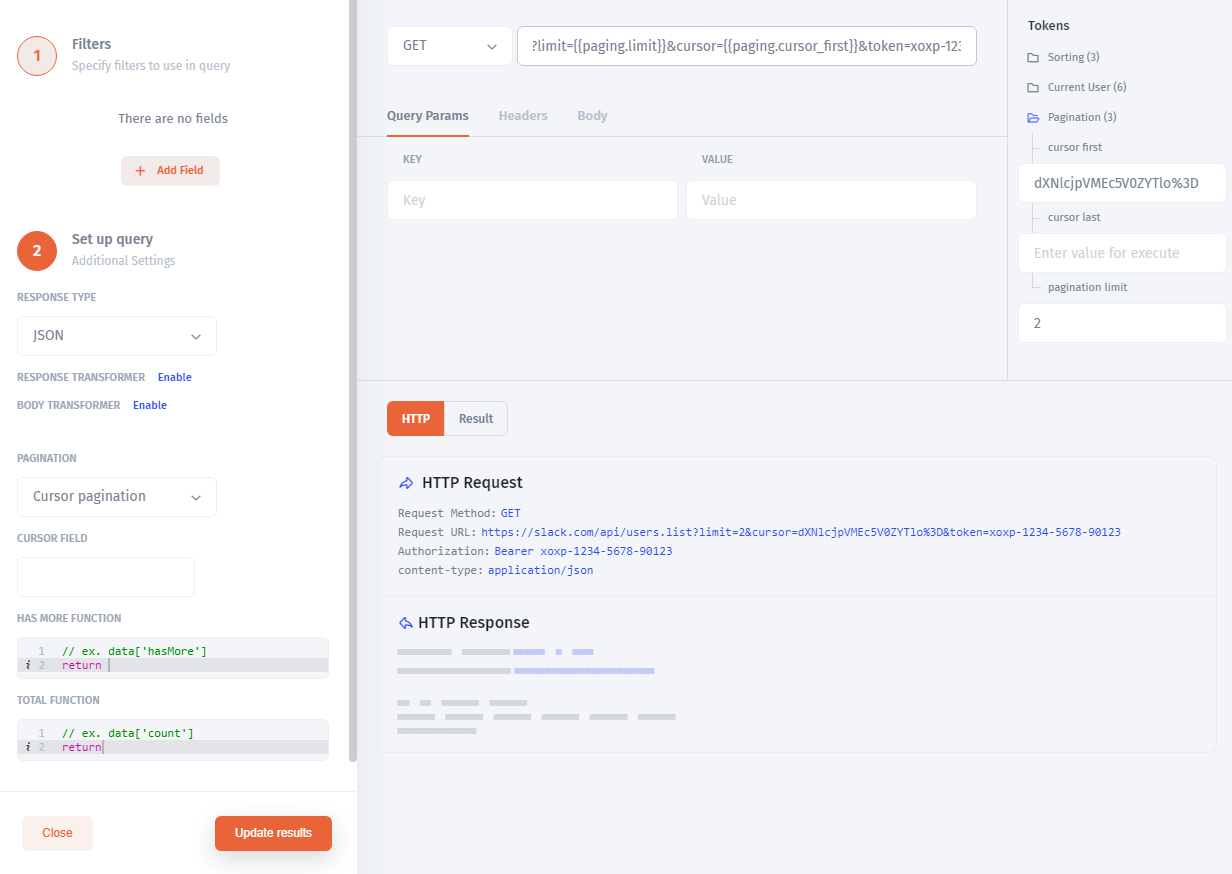 1
Filters
Specify filters to use in query
There are no fields
+ Add Field
2
Set up query
Additional Settings
RESPONSE TYPE
JSON
RESPONSE TRANSFORMER Enable
BODY TRANSFORMER Enable
PAGINATION
Cursor pagination
CURSOR FIELD
HAS MORE FUNCTION
1 // ex. data['hasMore']
i 2 return
TOTAL FUNCTION
1 // ex. data['count']
i 2 return
Close
Update results
GET
?limit={{paging.limit}}&cursor={{paging.cursor_first}}&token=xoxp-123
Query Params
Headers
Body
KEY
VALUE
Key
Value
Tokens
Sorting (3)
Current User (6)
Pagination (3)
cursor first
dXNlcjpVMEc5V0ZYTlo%3D
cursor last
Enter value for execute
pagination limit
2
HTTP
Result
HTTP Request
Request Method: GET
Request URL: https://slack.com/api/users.list?limit=2&cursor=dXNlcjpVMEc5V0ZYTlo%3D&token=xoxp-1234-5678-90123
Authorization: Bearer xoxp-1234-5678-90123
content-type: application/json
HTTP Response